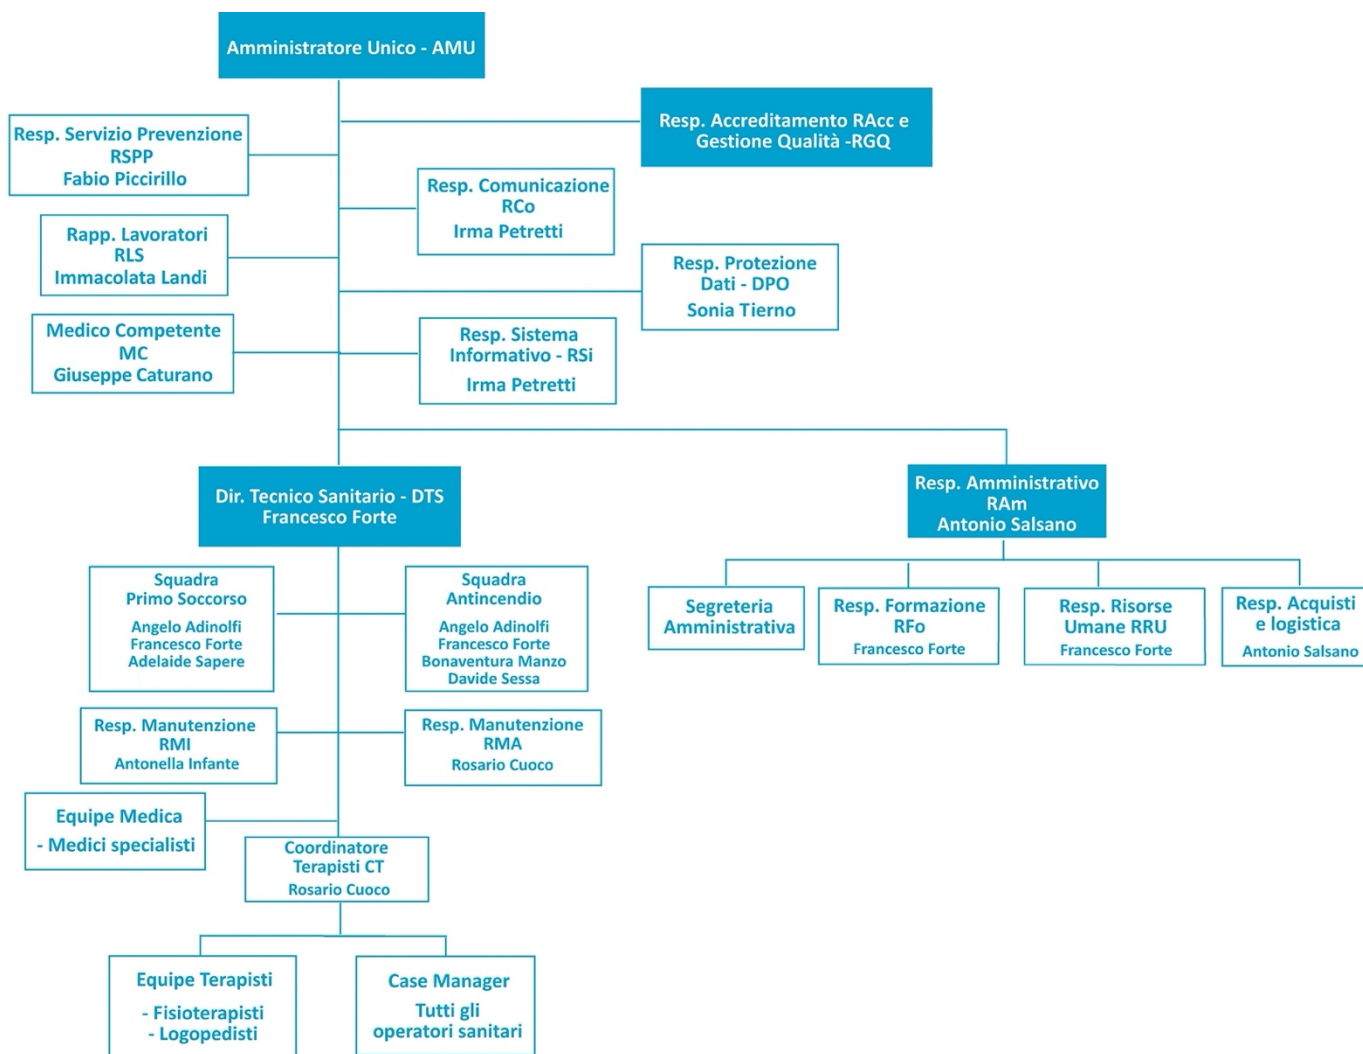 Amministratore Unico - AMU
Resp. Accreditamento RAcc e
Gestione Qualità -RGQ
Resp. Servizio Prevenzione
RSPP
Fabio Piccirillo
Resp. Comunicazione
RCo
Irma Petretti
Rapp. Lavoratori
RLS
Immacolata Landi
Resp. Protezione
Dati - DPO
Sonia Tierno
Medico Competente
MC
Giuseppe Caturano
Resp. Sistema
Informativo - RSi
Irma Petretti
Dir. Tecnico Sanitario - DTS
Francesco Forte
Resp. Amministrativo
RAm
Antonio Salsano
Squadra
Primo Soccorso
Angelo Adinolfi
Francesco Forte
Adelaide Sapere
Squadra
Antincendio
Angelo Adinolfi
Francesco Forte
Bonaventura Manzo
Davide Sessa
Segreteria
Amministrativa
Resp. Formazione
RFo
Francesco Forte
Resp. Risorse
Umane RRU
Francesco Forte
Resp. Acquisti
e logistica
Antonio Salsano
Resp. Manutenzione
RMI
Antonella Infante
Resp. Manutenzione
RMA
Rosario Cuoco
Equipe Medica
- Medici specialisti
Coordinatore
Terapisti CT
Rosario Cuoco
Equipe Terapisti
- Fisioterapisti
- Logopedisti
Case Manager
Tutti gli
operatori sanitari